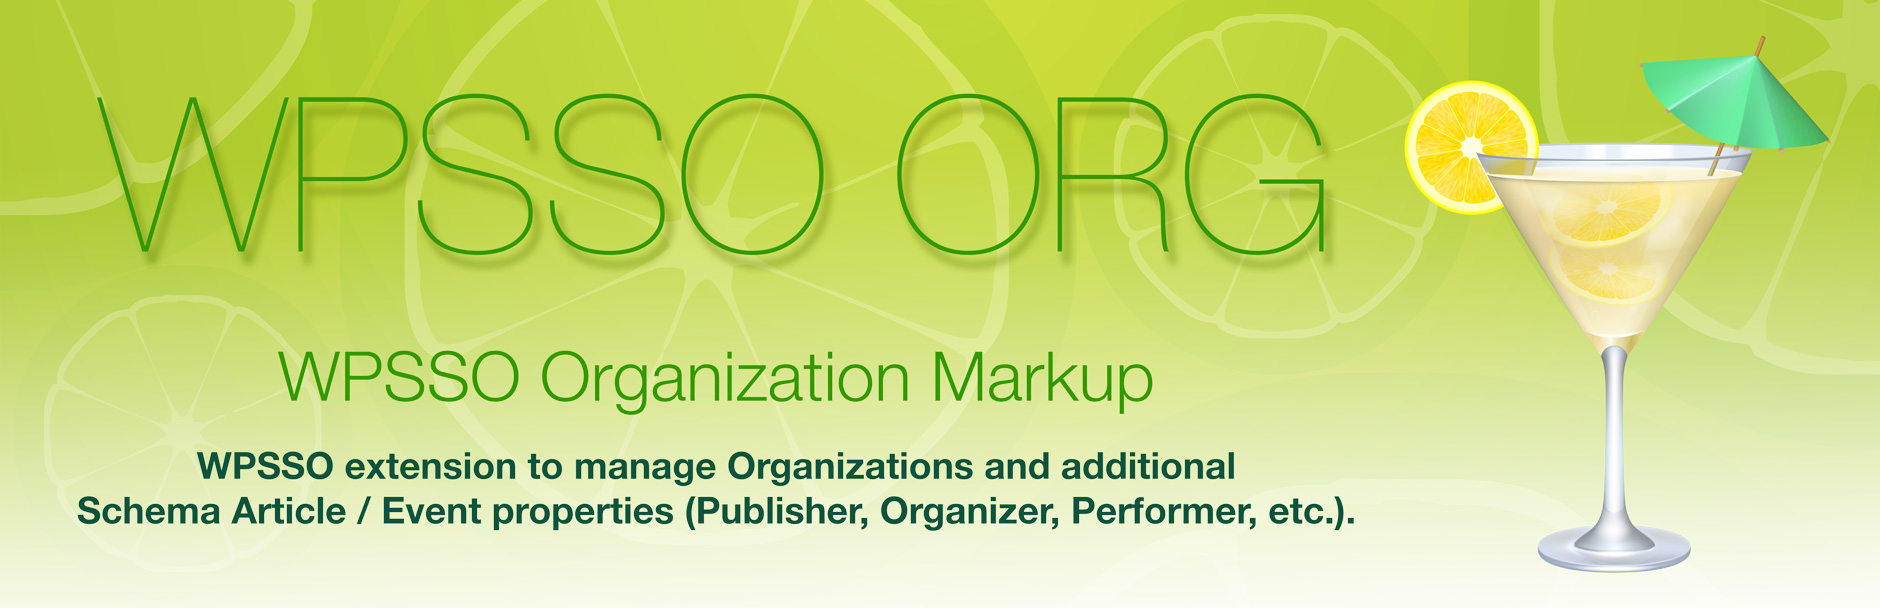 WPSSO ORG
WPSSO Organization Markup
WPSSO extension to manage Organizations and additional
Schema Article / Event properties (Publisher, Organizer, Performer, etc.).